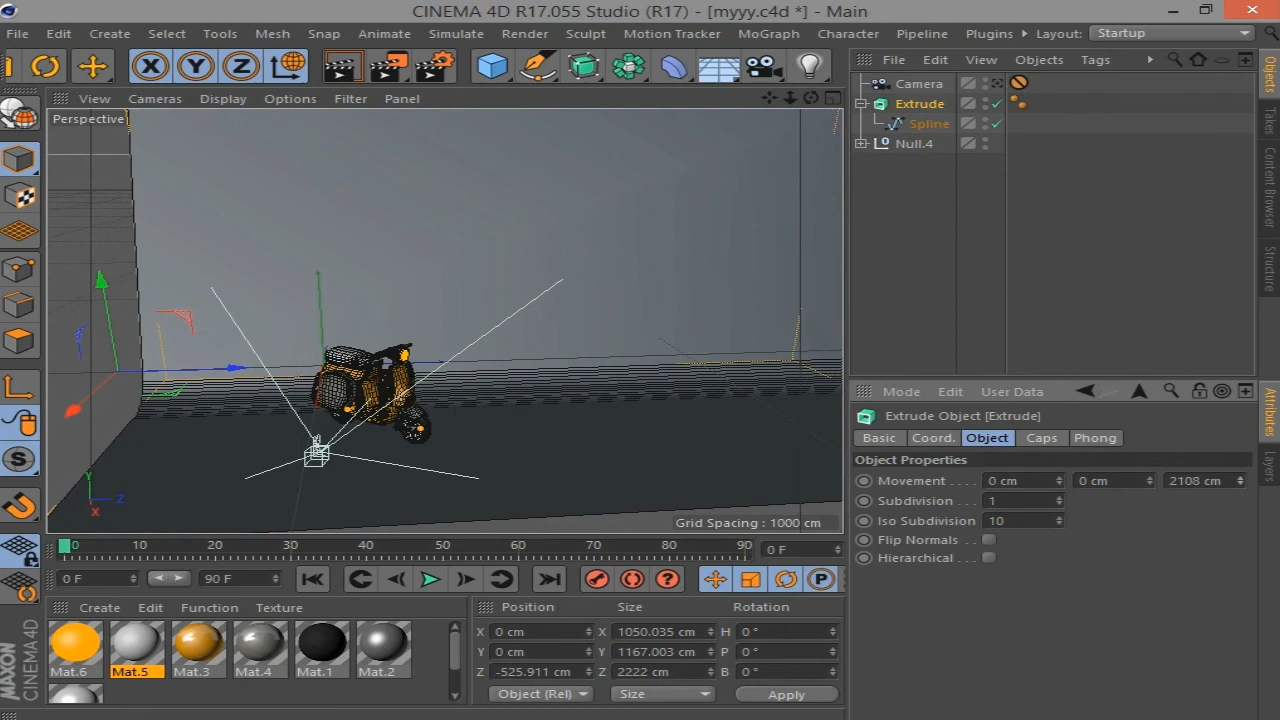 CINEMA 4D R17.055 Studio (R17) - [myyy.c4d *] - Main
File Edit Create Select Tools Mesh Snap Animate Simulate Render Sculpt Motion Tracker MoGraph Character Pipeline Plugins Layout: Startup
X Y Z
File Edit View Objects Tags
View Cameras Display Options Filter Panel
Perspective
Camera
Extrude
Spline
Null.4
Objects
Takes
Content Browser
Structure
Mode Edit User Data
Attributes
Layers
Extrude Object [Extrude]
Basic Coord. Object Caps Phong
Object Properties
Movement . . . . 0 cm 0 cm 2108 cm
Subdivision . . . 1
Iso Subdivision 10
Flip Normals . .
Hierarchical . . .
Y
Z
X
S
Grid Spacing : 1000 cm
0 10 20 30 40 50 60 70 80 90 0 F
0 F 90 F ? P
Create Edit Function Texture
Mat.6 Mat.5 Mat.3 Mat.4 Mat.1 Mat.2
Position Size Rotation
X 0 cm X 1050.035 cm H 0 °
Y 0 cm Y 1167.003 cm P 0 °
Z -525.911 cm Z 2222 cm B 0 °
Object (Rel) Size Apply
MAXON
CINEMA 4D